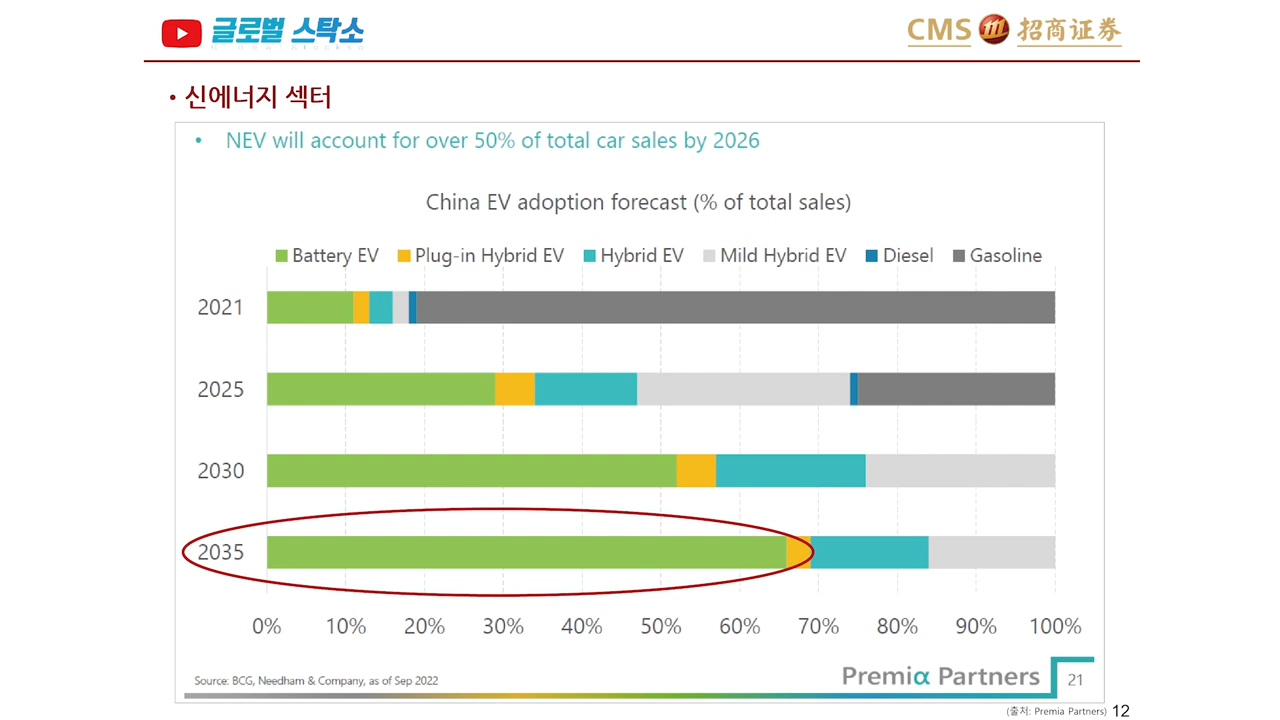 글로벌 스탁소
CMS 招商证券
• 신에너지 섹터
• NEV will account for over 50% of total car sales by 2026
China EV adoption forecast (% of total sales)
Battery EV Plug-in Hybrid EV Hybrid EV Mild Hybrid EV Diesel Gasoline
2021
2025
2030
2035
0% 10% 20% 30% 40% 50% 60% 70% 80% 90% 100%
Source: BCG, Needham & Company, as of Sep 2022
Premiα Partners 21
(출처: Premia Partners) 12